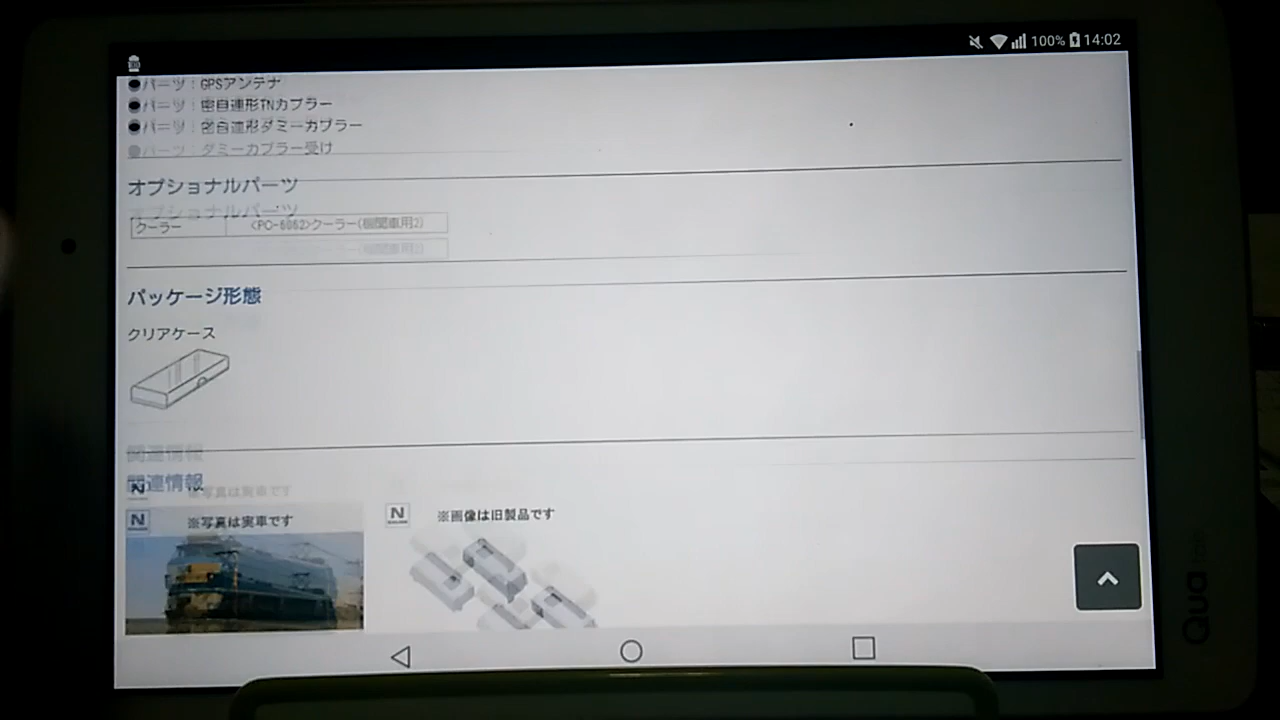 100% 14:02
●パーツ：GPSアンテナ
●パーツ：密自連形TNカプラー
●パーツ：密自連形ダミーカプラー
●パーツ：ダミーカプラー受け
オプショナルパーツ
クーラー <PC-6062>クーラー(機関車用2)
パッケージ形態
クリアケース
関連情報
N ※写真は実車です
N ※画像は旧製品です
Qua